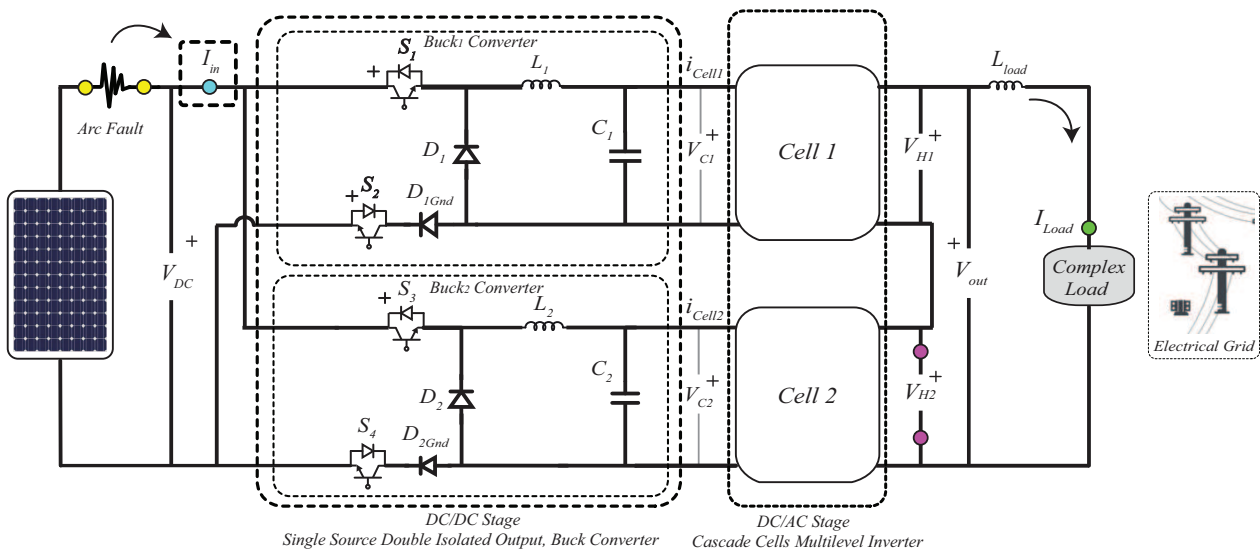 Buck1 Converter
I_in
S_1
+
L_1
i_Cell1
L_load
Arc Fault
C_1
D_1
V_C1
+
Cell 1
V_H1
+
S_2
+
D_1Gnd
I_Load
+
V_DC
+
V_out
Complex
Load
Buck2 Converter
S_3
+
L_2
i_Cell2
Electrical Grid
C_2
D_2
V_C2
+
Cell 2
V_H2
+
S_4
D_2Gnd
DC/DC Stage
Single Source Double Isolated Output, Buck Converter
DC/AC Stage
Cascade Cells Multilevel Inverter